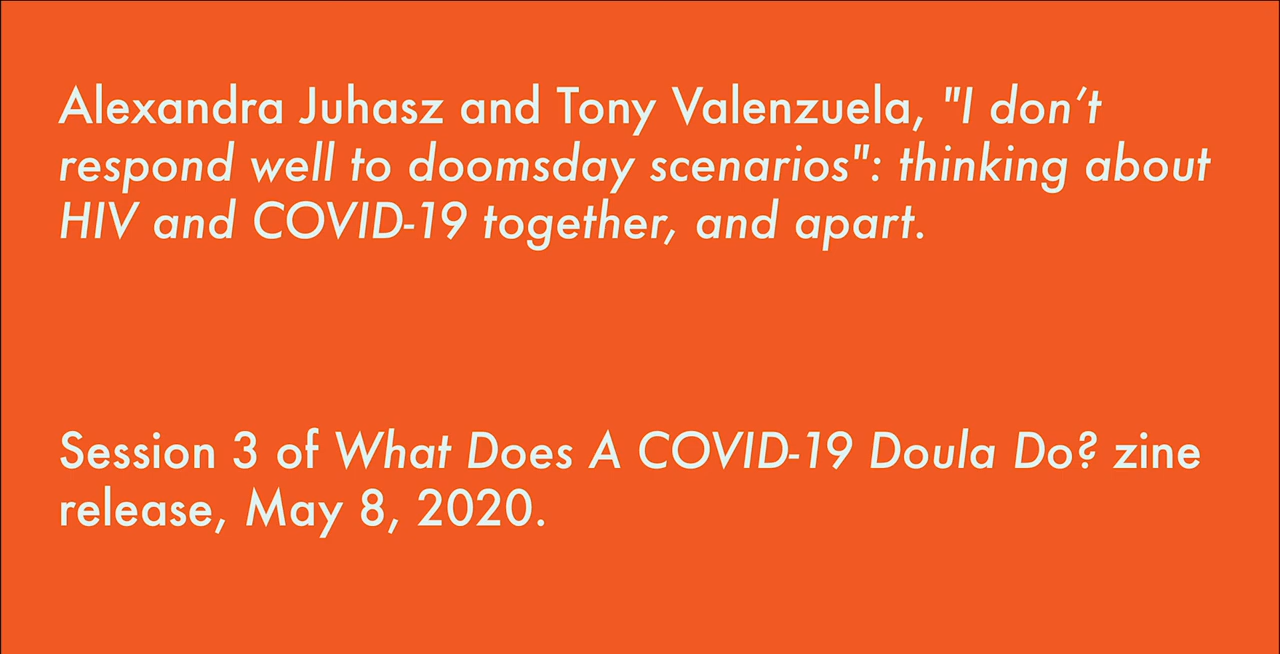 Alexandra Juhasz and Tony Valenzuela, "I don’t
respond well to doomsday scenarios": thinking about
HIV and COVID-19 together, and apart.
Session 3 of What Does A COVID-19 Doula Do? zine
release, May 8, 2020.